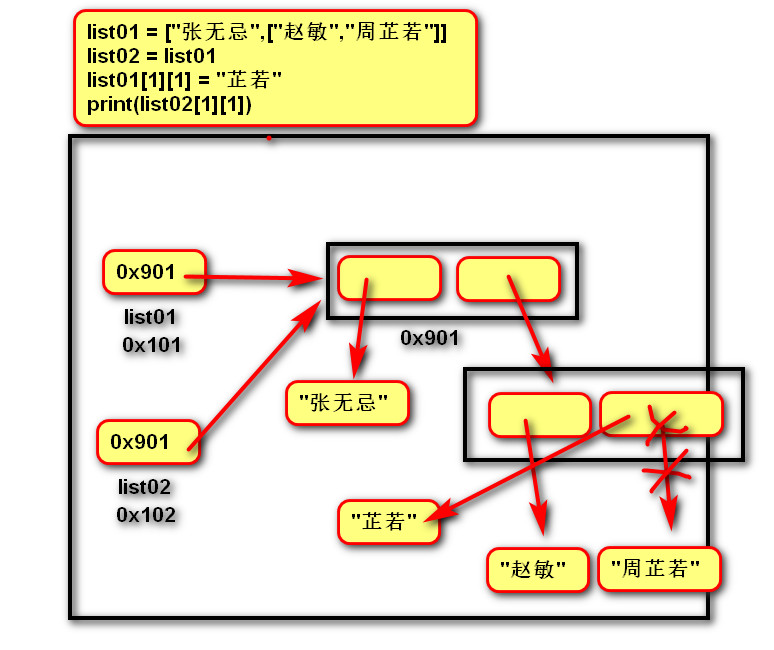 list01 = ["张无忌",["赵敏","周芷若"]]
list02 = list01
list01[1][1] = "芷若"
print(list02[1][1])
0x901
list01
0x101
0x901
"张无忌"
0x901
list02
0x102
"芷若"
"赵敏"
"周芷若"